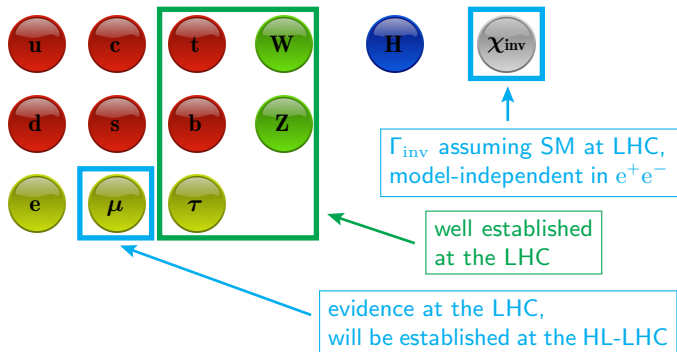 u c t W H χinv
d s b Z
Γinv assuming SM at LHC,
model-independent in e⁺e⁻
e μ τ
well established
at the LHC
evidence at the LHC,
will be established at the HL-LHC